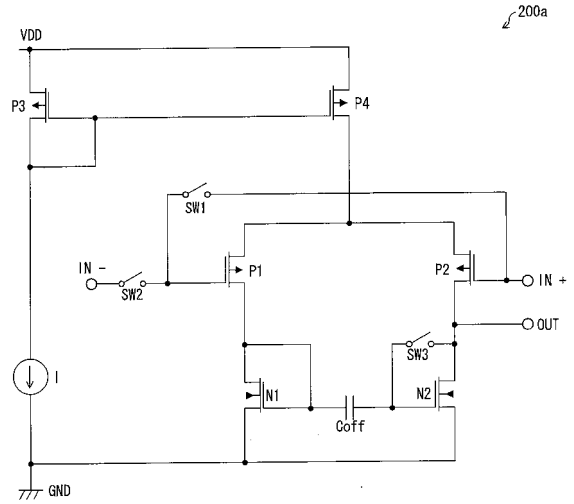 200a
VDD
P3
P4
SW1
IN -
SW2
P1
P2
IN +
OUT
SW3
I
N1
N2
Coff
GND